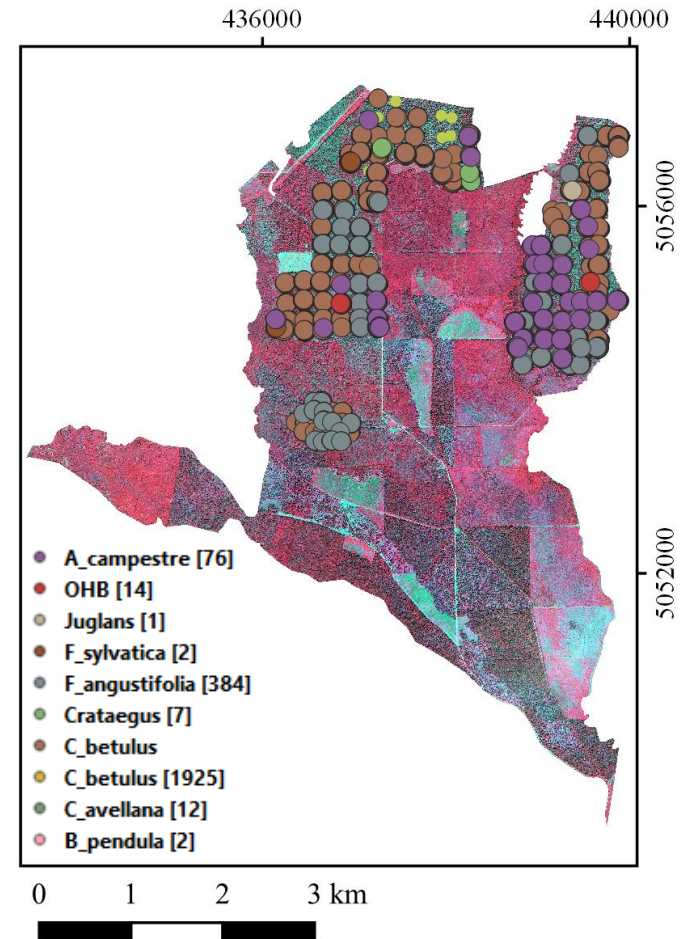 436000 440000
5056000
5052000
A_campestre [76]
OHB [14]
Juglans [1]
F_sylvatica [2]
F_angustifolia [384]
Crataegus [7]
C_betulus
C_betulus [1925]
C_avellana [12]
B_pendula [2]
0 1 2 3 km